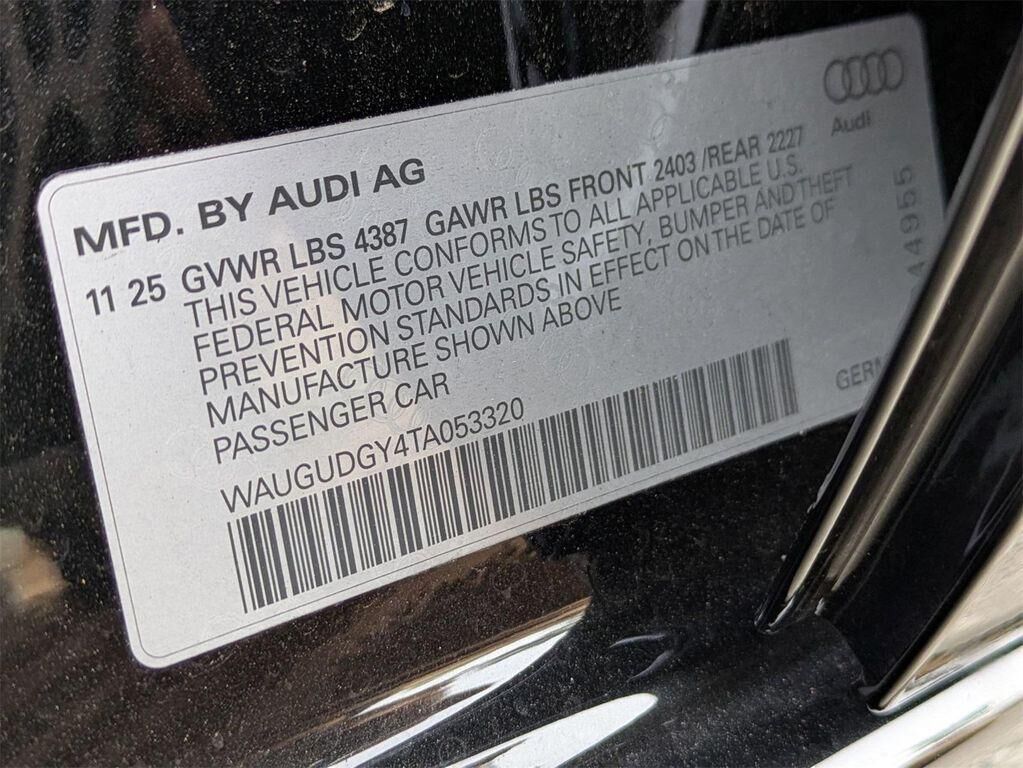 Audi
MFD. BY AUDI AG
11 25 GVWR LBS 4387 GAWR LBS FRONT 2403 /REAR 2227
THIS VEHICLE CONFORMS TO ALL APPLICABLE U.S.
FEDERAL MOTOR VEHICLE SAFETY, BUMPER AND THEFT
PREVENTION STANDARDS IN EFFECT ON THE DATE OF
MANUFACTURE SHOWN ABOVE
PASSENGER CAR
WAUGUDGY4TA053320
GERM
A4955